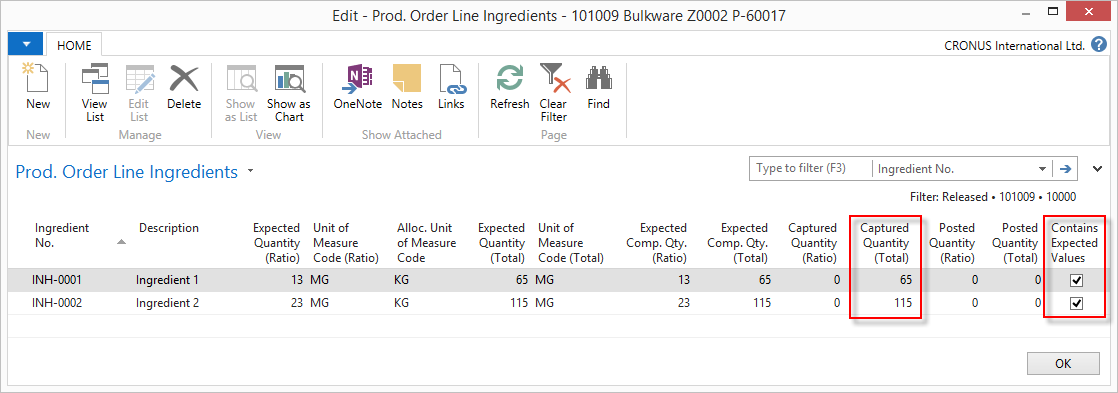 Edit - Prod. Order Line Ingredients - 101009 Bulkware Z0002 P-60017
HOME
CRONUS International Ltd.
New
View List
Edit List
Delete
Show as List
Show as Chart
OneNote
Notes
Links
Refresh
Clear Filter
Find
New
Manage
View
Show Attached
Page
Prod. Order Line Ingredients
Type to filter (F3) Ingredient No.
Filter: Released • 101009 • 10000
Ingredient No. Description Expected Quantity (Ratio) Unit of Measure Code (Ratio) Alloc. Unit of Measure Code Expected Quantity (Total) Unit of Measure Code (Total) Expected Comp. Qty. (Ratio) Expected Comp. Qty. (Total) Captured Quantity (Ratio) Captured Quantity (Total) Posted Quantity (Ratio) Posted Quantity (Total) Contains Expected Values
INH-0001 Ingredient 1 13 MG KG 65 MG 13 65 0 65 0 0
INH-0002 Ingredient 2 23 MG KG 115 MG 23 115 0 115 0 0
OK